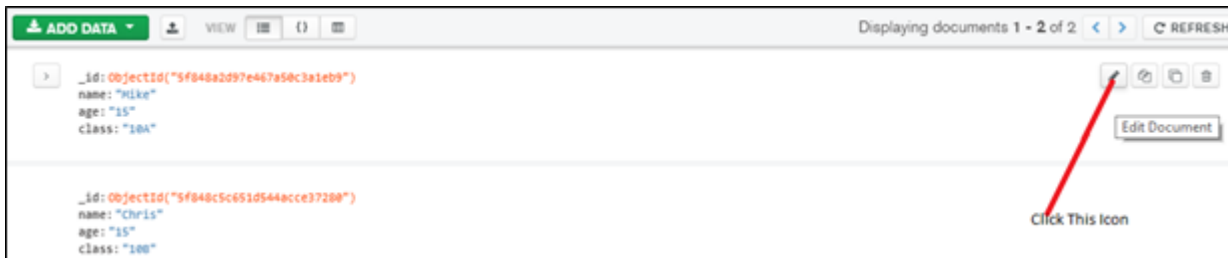 ADD DATA VIEW {} Displaying documents 1 - 2 of 2 < > REFRESH
> _id: ObjectId("5f848a2d97e467a50c3a1eb9")
name: "Mike"
age: "15"
class: "10A"
Edit Document
_id: ObjectId("5f848c5c651d544acce37280")
name: "Chris"
Click This Icon
age: "15"
class: "10B"